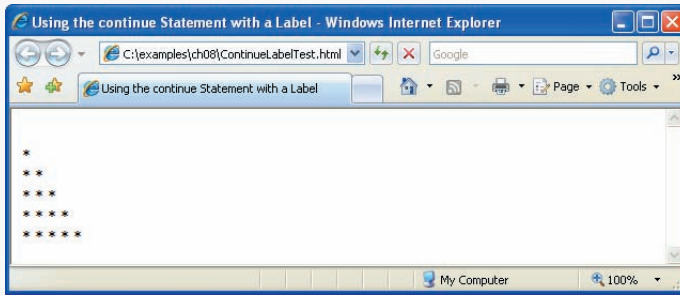 Using the continue Statement with a Label - Windows Internet Explorer
C:\examples\ch08\ContinueLabelTest.html
Google
Using the continue Statement with a Label
Page
Tools
»
*
* *
* * *
* * * *
* * * * *
My Computer
100%